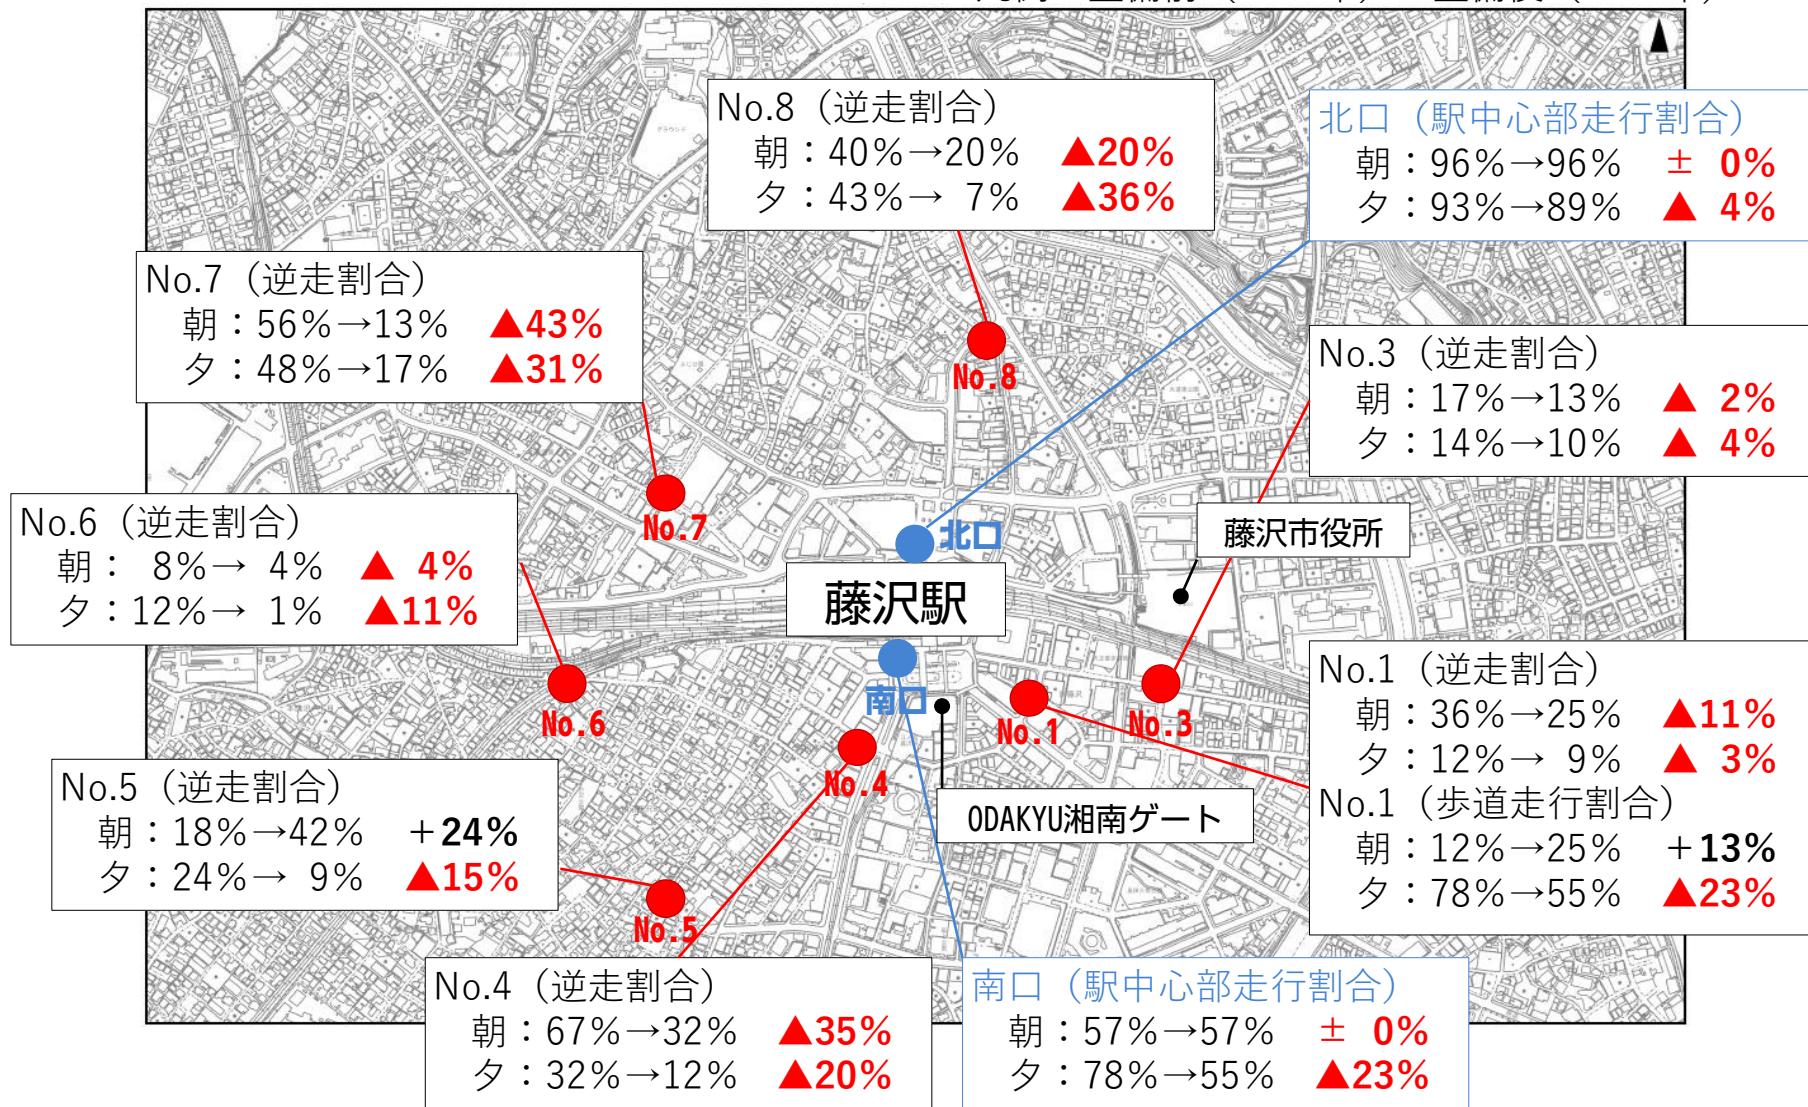 No.8（逆走割合）
朝：40%→20% ▲20%
夕：43%→ 7% ▲36%
北口（駅中心部走行割合）
朝：96%→96% ± 0%
夕：93%→89% ▲ 4%
No.7（逆走割合）
朝：56%→13% ▲43%
夕：48%→17% ▲31%
No.3（逆走割合）
朝：17%→13% ▲ 2%
夕：14%→10% ▲ 4%
No.8
No.6（逆走割合）
朝： 8%→ 4% ▲ 4%
夕：12%→ 1% ▲11%
No.7
北口
藤沢市役所
藤沢駅
No.1（逆走割合）
朝：36%→25% ▲11%
夕：12%→ 9% ▲ 3%
No.1（歩道走行割合）
朝：12%→25% +13%
夕：78%→55% ▲23%
南口
No.6
No.1
No.3
No.4
ODAKYU湘南ゲート
No.5（逆走割合）
朝：18%→42% +24%
夕：24%→ 9% ▲15%
No.5
No.4（逆走割合）
朝：67%→32% ▲35%
夕：32%→12% ▲20%
南口（駅中心部走行割合）
朝：57%→57% ± 0%
夕：78%→55% ▲23%